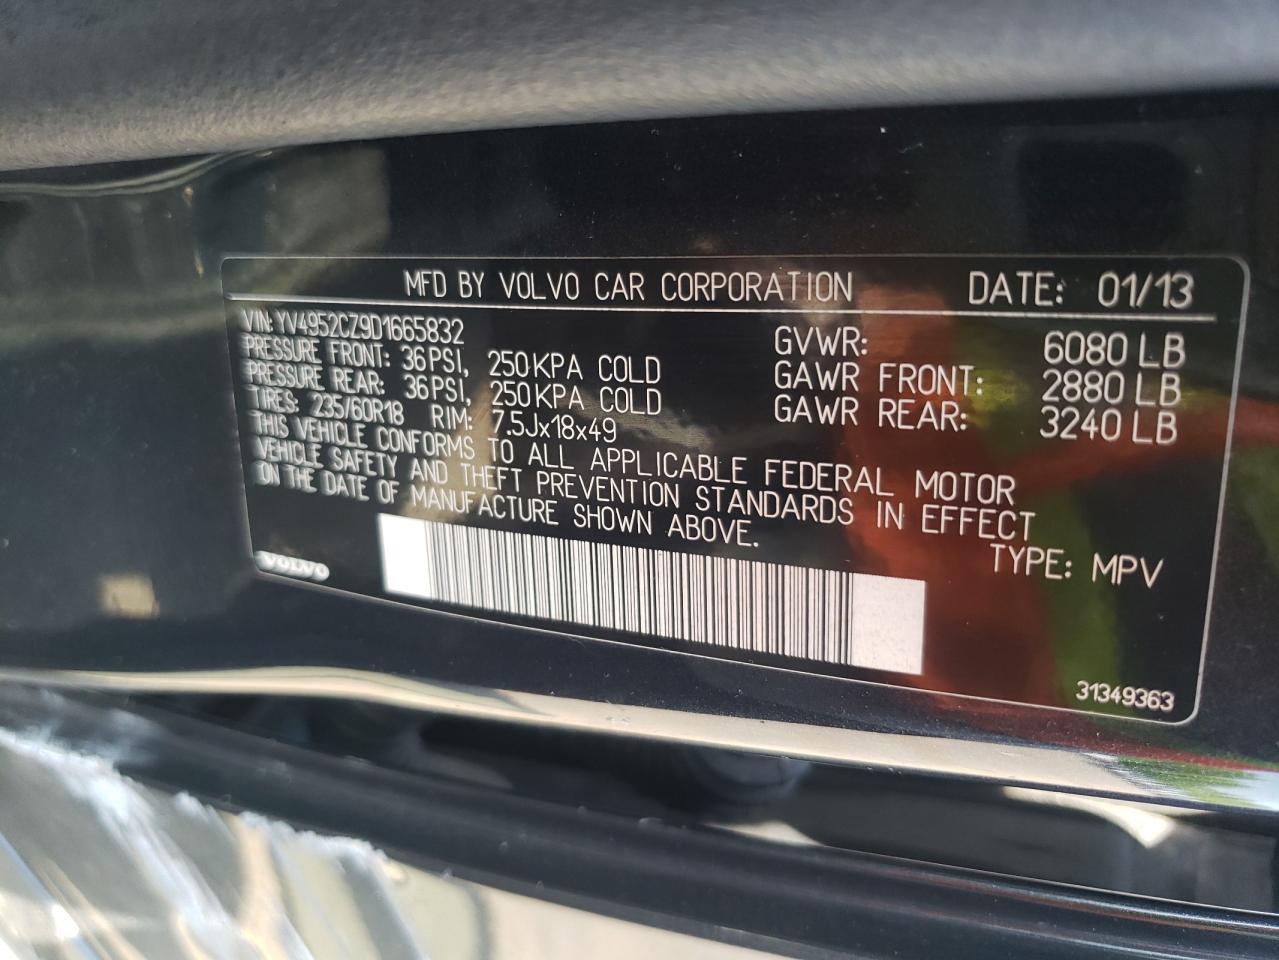 MFD BY VOLVO CAR CORPORATION DATE: 01/13
VIN: YV4952CZ9D1665832 GVWR: 6080 LB
PRESSURE FRONT: 36 PSI, 250 KPA COLD GAWR FRONT: 2880 LB
PRESSURE REAR: 36 PSI, 250 KPA COLD GAWR REAR: 3240 LB
TIRES: 235/60R18 RIM: 7.5Jx18x49
THIS VEHICLE CONFORMS TO ALL APPLICABLE FEDERAL MOTOR
VEHICLE SAFETY AND THEFT PREVENTION STANDARDS IN EFFECT
ON THE DATE OF MANUFACTURE SHOWN ABOVE.
TYPE: MPV
VOLVO
31349363